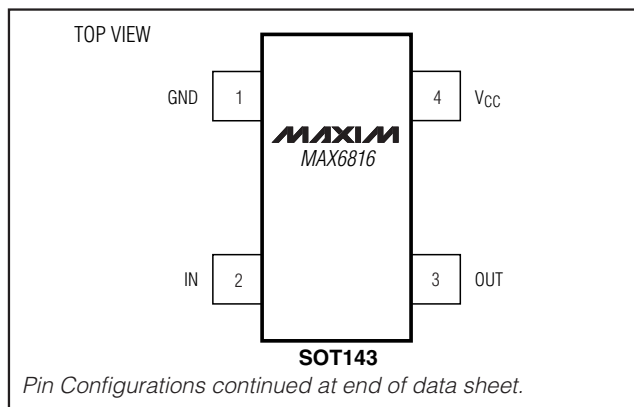 TOP VIEW
GND 1 4 VCC
MAXIM
MAX6816
IN 2 3 OUT
SOT143
Pin Configurations continued at end of data sheet.